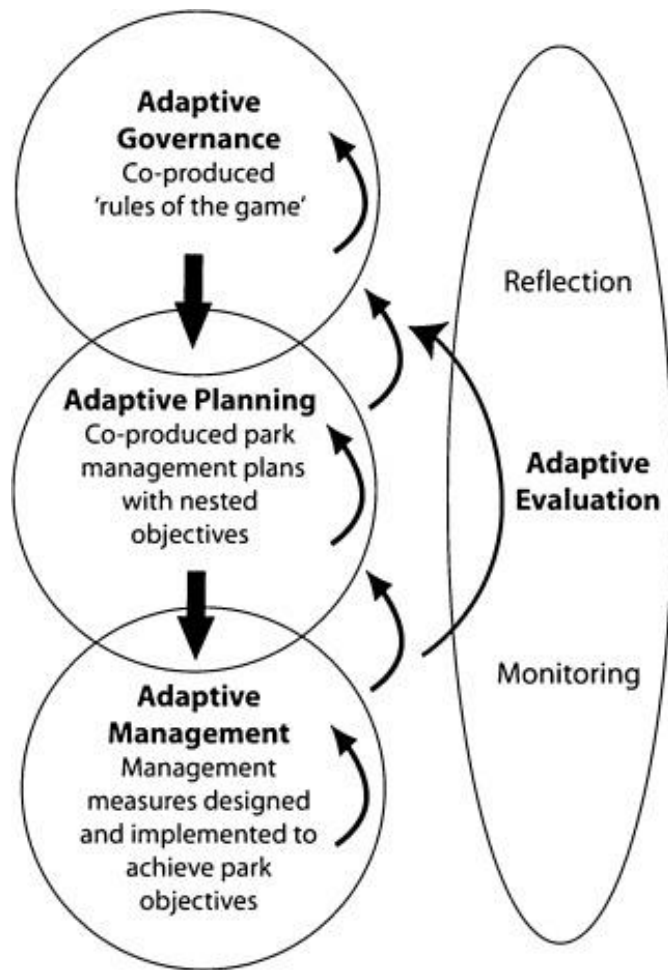 Adaptive
Governance
Co-produced
'rules of the game'
Adaptive Planning
Co-produced park
management plans
with nested
objectives
Adaptive
Management
Management
measures designed
and implemented to
achieve park
objectives
Reflection
Adaptive
Evaluation
Monitoring